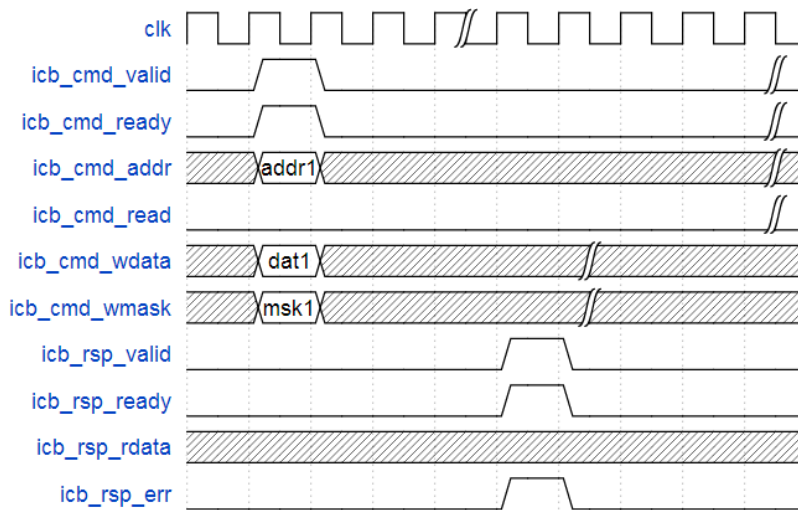 clk
icb_cmd_valid
icb_cmd_ready
icb_cmd_addr addr1
icb_cmd_read
icb_cmd_wdata dat1
icb_cmd_wmask msk1
icb_rsp_valid
icb_rsp_ready
icb_rsp_rdata
icb_rsp_err